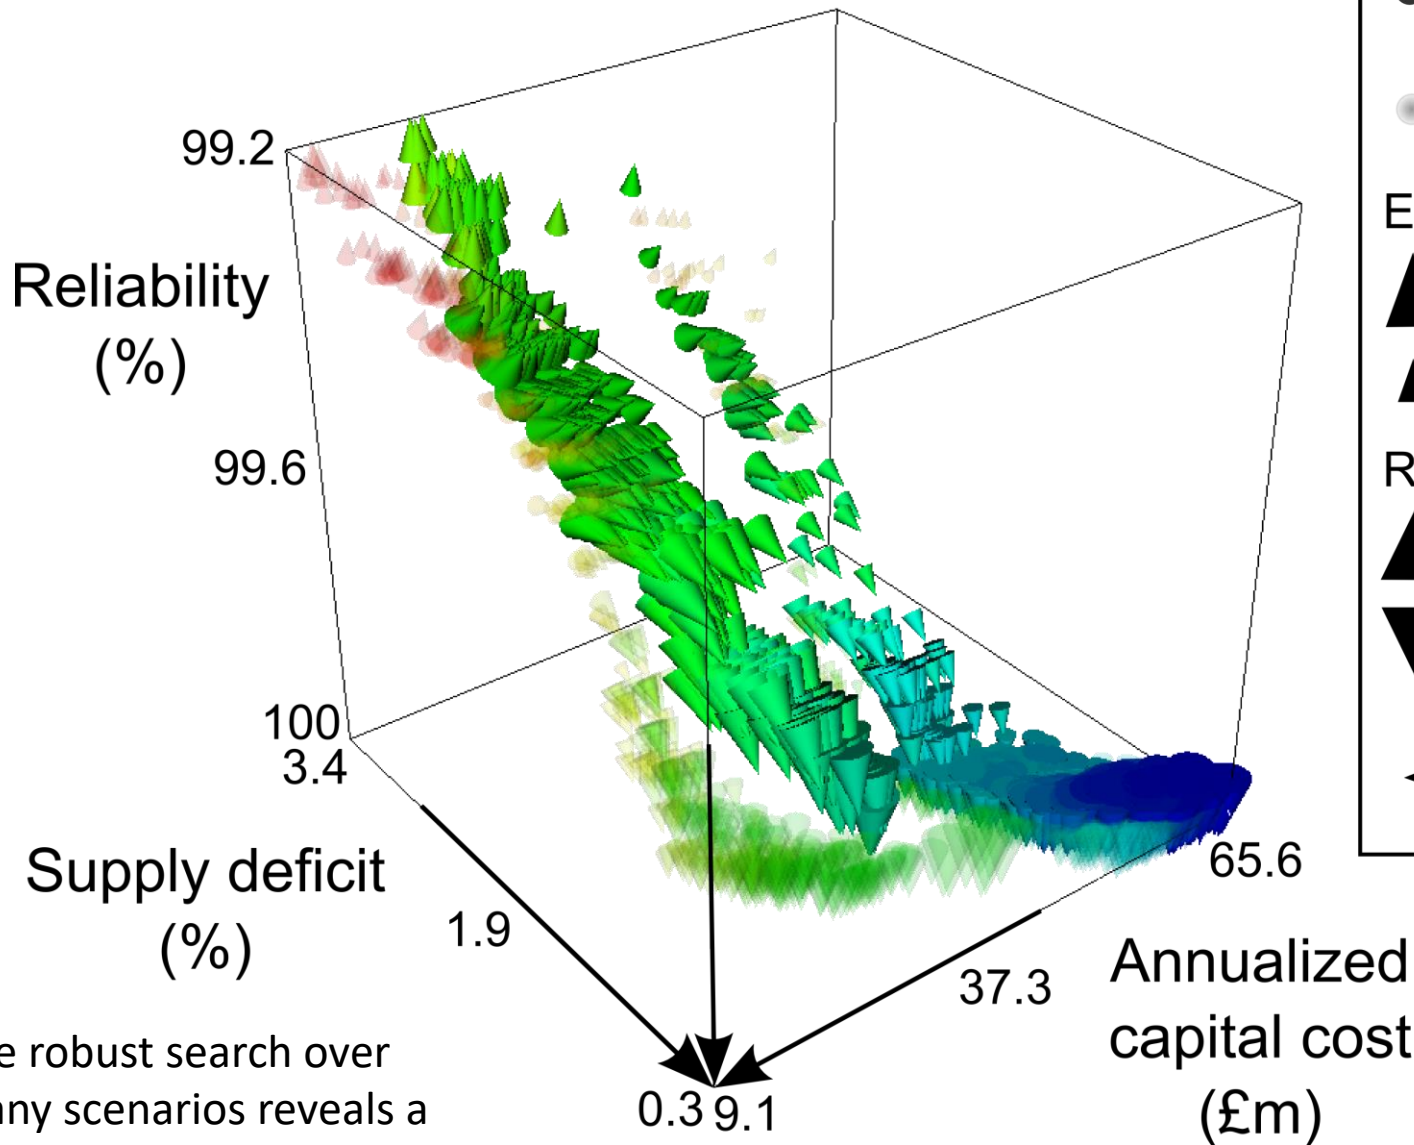 99.2
Reliability
(%)
99.6
100
3.4
Supply deficit
(%)
1.9
0.3
9.1
37.3
65.6
Annualized
capital cost
(£m)
E
R
robust search over
scenarios reveals a